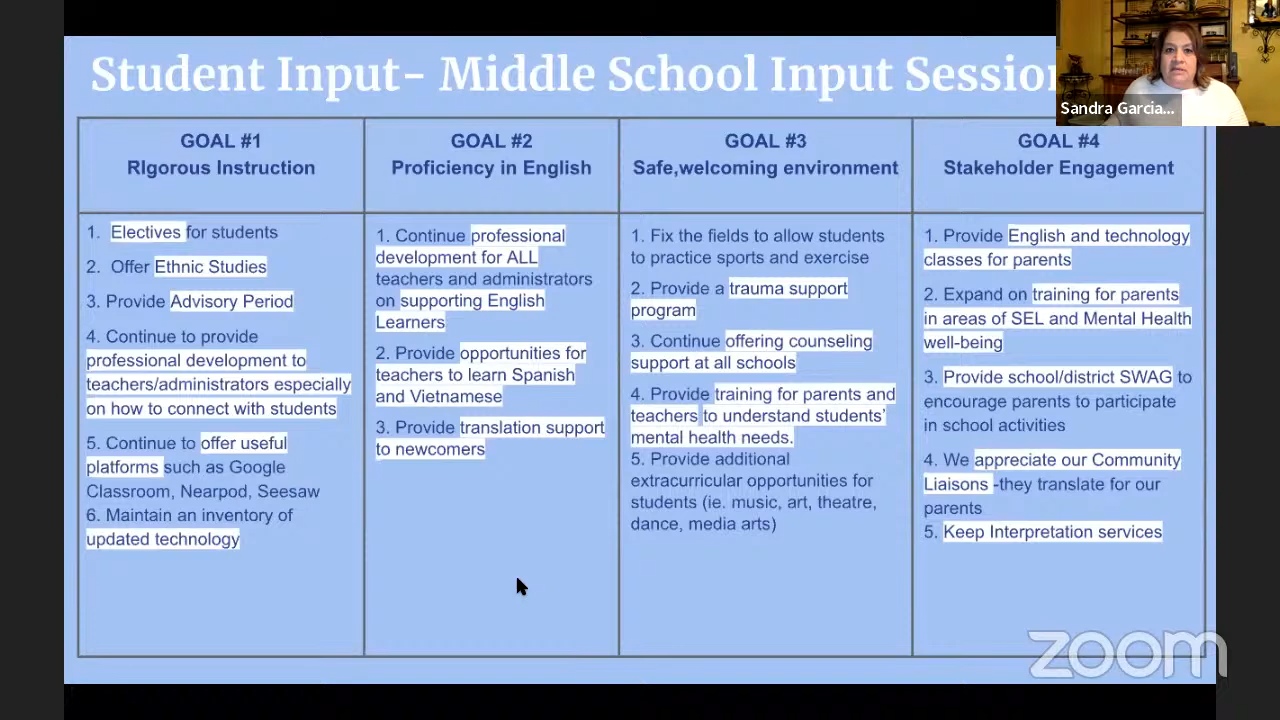 Student Input- Middle School Input Session
Sandra Garcia...
GOAL #1
RIgorous Instruction
GOAL #2
Proficiency in English
GOAL #3
Safe,welcoming environment
GOAL #4
Stakeholder Engagement
1. Electives for students
2. Offer Ethnic Studies
3. Provide Advisory Period
4. Continue to provide
professional development to
teachers/administrators especially
on how to connect with students
5. Continue to offer useful
platforms such as Google
Classroom, Nearpod, Seesaw
6. Maintain an inventory of
updated technology
1. Continue professional
development for ALL
teachers and administrators
on supporting English
Learners
2. Provide opportunities for
teachers to learn Spanish
and Vietnamese
3. Provide translation support
to newcomers
1. Fix the fields to allow students
to practice sports and exercise
2. Provide a trauma support
program
3. Continue offering counseling
support at all schools
4. Provide training for parents and
teachers to understand students’
mental health needs.
5. Provide additional
extracurricular opportunities for
students (ie. music, art, theatre,
dance, media arts)
1. Provide English and technology
classes for parents
2. Expand on training for parents
in areas of SEL and Mental Health
well-being
3. Provide school/district SWAG to
encourage parents to participate
in school activities
4. We appreciate our Community
Liaisons -they translate for our
parents
5. Keep Interpretation services
zoom